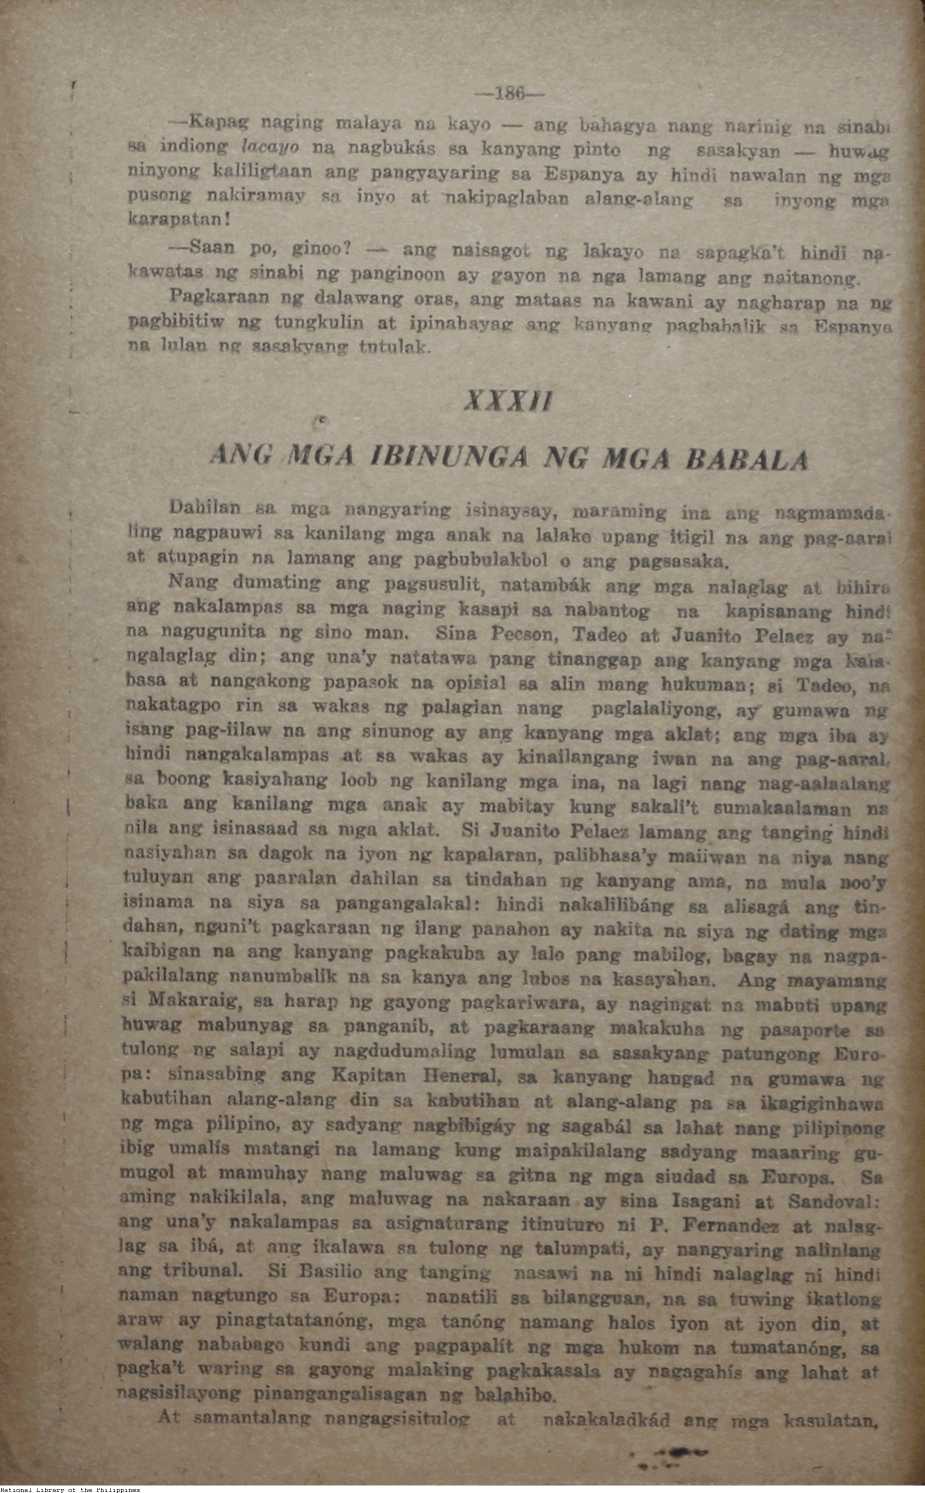 —186—
—Kapag naging malaya na kayo — ang bahagya nang narinig na sinabi
sa indiong lacayo na nagbukás sa kanyang pinto ng sasakyan — huwag
ninyong kaliligtaan ang pangyayaring sa Espanya ay hindi nawalan ng mga
pusong nakiramay sa inyo at nakipaglaban alang-alang sa inyong mga
karapatan!
—Saan po, ginoo? — ang naisagot ng lakayo na sapagka't hindi na-
kawatas ng sinabi ng panginoon ay gayon na nga lamang ang naitanong.
Pagkaraan ng dalawang oras, ang mataas na kawani ay nagharap na ng
pagbibitiw ng tungkulin at ipinahayag ang kanyang pagbabalik sa Espanya
na lulan ng sasakyang tutulak.
XXXII
ANG MGA IBINUNGA NG MGA BABALA
Dahilan sa mga nangyaring isinaysay, maraming ina ang nagmamada-
ling nagpauwi sa kanilang mga anak na lalake upang itigil na ang pag-aaral
at atupagin na lamang ang pagbubulakbol o ang pagsasaka.
Nang dumating ang pagsusulit, natambák ang mga nalaglag at bihira
ang nakalampas sa mga naging kasapi sa nabantog na kapisanang hindi
na nagugunita ng sino man. Sina Pecson, Tadeo at Juanito Pelaez ay na-
ngalaglag din; ang una'y natatawa pang tinanggap ang kanyang mga kala-
basa at nangakong papasok na opisial sa alin mang hukuman; si Tadeo, na
nakatagpo rin sa wakas ng palagian nang paglalaliyong, ay gumawa ng
isang pag-iilaw na ang sinunog ay ang kanyang mga aklat; ang mga iba ay
hindi nangakalampas at sa wakas ay kinailangang iwan na ang pag-aaral,
sa boong kasiyahang loob ng kanilang mga ina, na lagi nang nag-aalaalang
baka ang kanilang mga anak ay mabitay kung sakali't sumakaalaman na
nila ang isinasaad sa mga aklat. Si Juanito Pelaez lamang ang tanging hindi
nasiyahan sa dagok na iyon ng kapalaran, palibhasa'y maiiwan na niya nang
tuluyan ang paaralan dahilan sa tindahan ng kanyang ama, na mula noo'y
isinama na siya sa pangangalakal: hindi nakalilibáng sa alisagá ang tin-
dahan, nguni't pagkaraan ng ilang panahon ay nakita na siya ng dating mga
kaibigan na ang kanyang pagkakuba ay lalo pang mabilog, bagay na nagpa-
pakilalang nanumbalik na sa kanya ang lubos na kasayahan. Ang mayamang
si Makaraig, sa harap ng gayong pagkariwara, ay nagingat na mabuti upang
huwag mabunyag sa panganib, at pagkaraang makakuha ng pasaporte sa
tulong ng salapi ay nagdudumaling lumulan sa sasakyang patungong Euro-
pa: sinasabing ang Kapitan Heneral, sa kanyang hangad na gumawa ng
kabutihan alang-alang din sa kabutihan at alang-alang pa sa ikagiginhawa
ng mga pilipino, ay sadyang nagbibigáy ng sagabál sa lahat nang pilipinong
ibig umalís matangi na lamang kung maipakilalang sadyang maaaring gu-
mugol at mamuhay nang maluwag sa gitna ng mga siudad sa Europa. Sa
aming nakikilala, ang maluwag na nakaraan ay sina Isagani at Sandoval:
ang una'y nakalampas sa asignaturang itinuturo ni P. Fernandez at nalag-
lag sa ibá, at ang ikalawa sa tulong ng talumpati, ay nangyaring nalinlang
ang tribunal. Si Basilio ang tanging nasawi na ni hindi nalaglag ni hindi
naman nagtungo sa Europa: nanatili sa bilangguan, na sa tuwing ikatlong
araw ay pinagtatatanóng, mga tanóng namang halos iyon at iyon din, at
walang nababago kundi ang pagpapalít ng mga hukom na tumatanóng, sa
pagka't waring sa gayong malaking pagkakasala ay nagagahís ang lahat at
nagsisilayong pinangangalisagan ng balahibo.
At samantalang nangagsisitulog at nakakaladkád ang mga kasulatan,
National Library of the Philippines